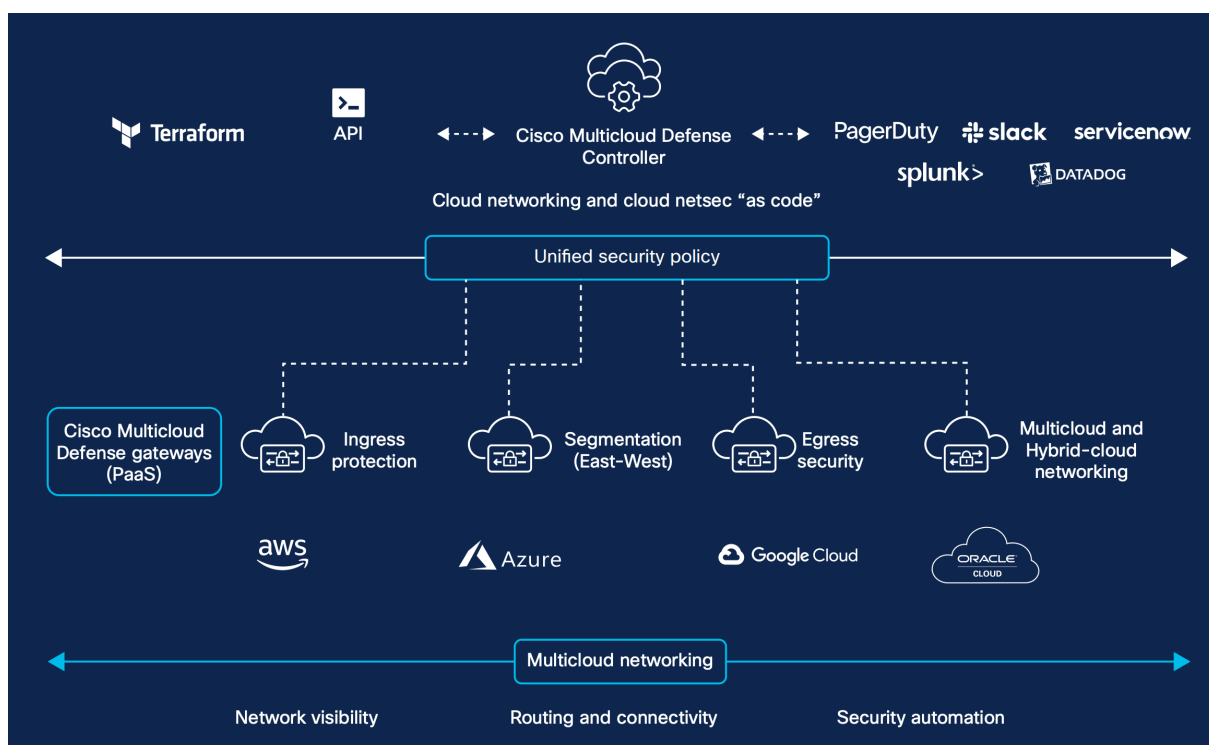 Terraform
>_
API
Cisco Multicloud Defense
Controller
PagerDuty
slack
servicenow
splunk>
DATADOG
Cloud networking and cloud netsec “as code”
Unified security policy
Cisco Multicloud
Defense gateways
(PaaS)
Ingress
protection
Segmentation
(East-West)
Egress
security
Multicloud and
Hybrid-cloud
networking
aws
Azure
Google Cloud
ORACLE
CLOUD
Multicloud networking
Network visibility
Routing and connectivity
Security automation